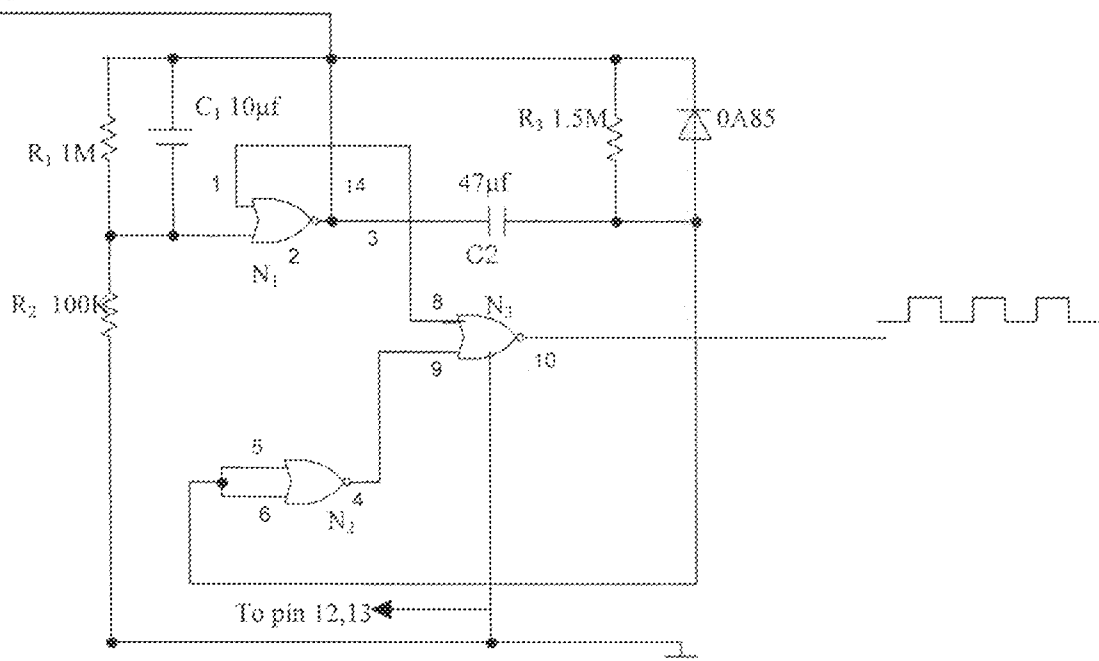 C₁ 10µf
R₃ 1.5M
0A85
R₁ 1M
1
14
47µf
2
3
C2
N₁
R₂ 100K
8
N₃
9
10
5
6
4
N₂
To pin 12,13